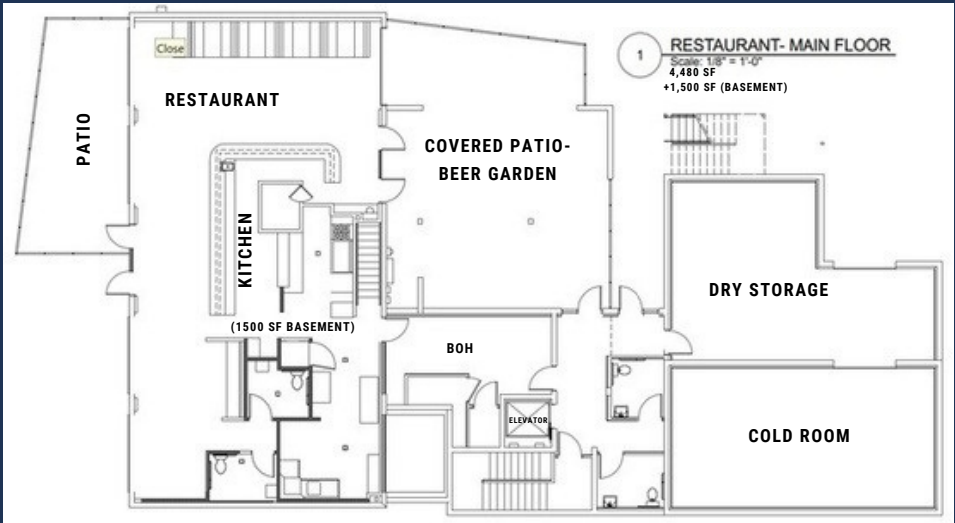 Close
RESTAURANT
PATIO
KITCHEN
(1500 SF BASEMENT)
COVERED PATIO-
BEER GARDEN
BOH
ELEVATOR
1
RESTAURANT- MAIN FLOOR
Scale: 1/8" = 1'-0"
4,480 SF
+1,500 SF (BASEMENT)
DRY STORAGE
COLD ROOM